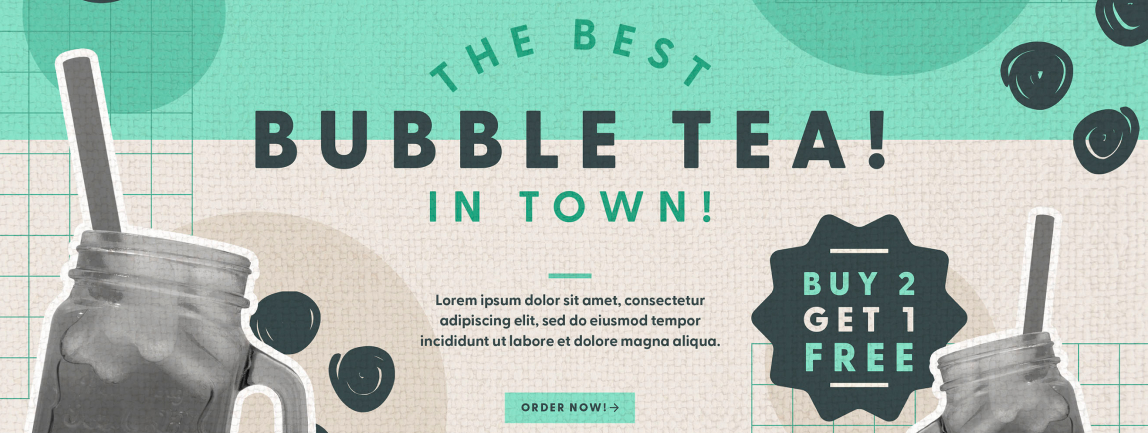 THE BEST
BUBBLE TEA!
IN TOWN!
Lorem ipsum dolor sit amet, consectetur
adipiscing elit, sed do eiusmod tempor
incididunt ut labore et dolore magna aliqua.
ORDER NOW!→
BUY 2
GET 1
FREE